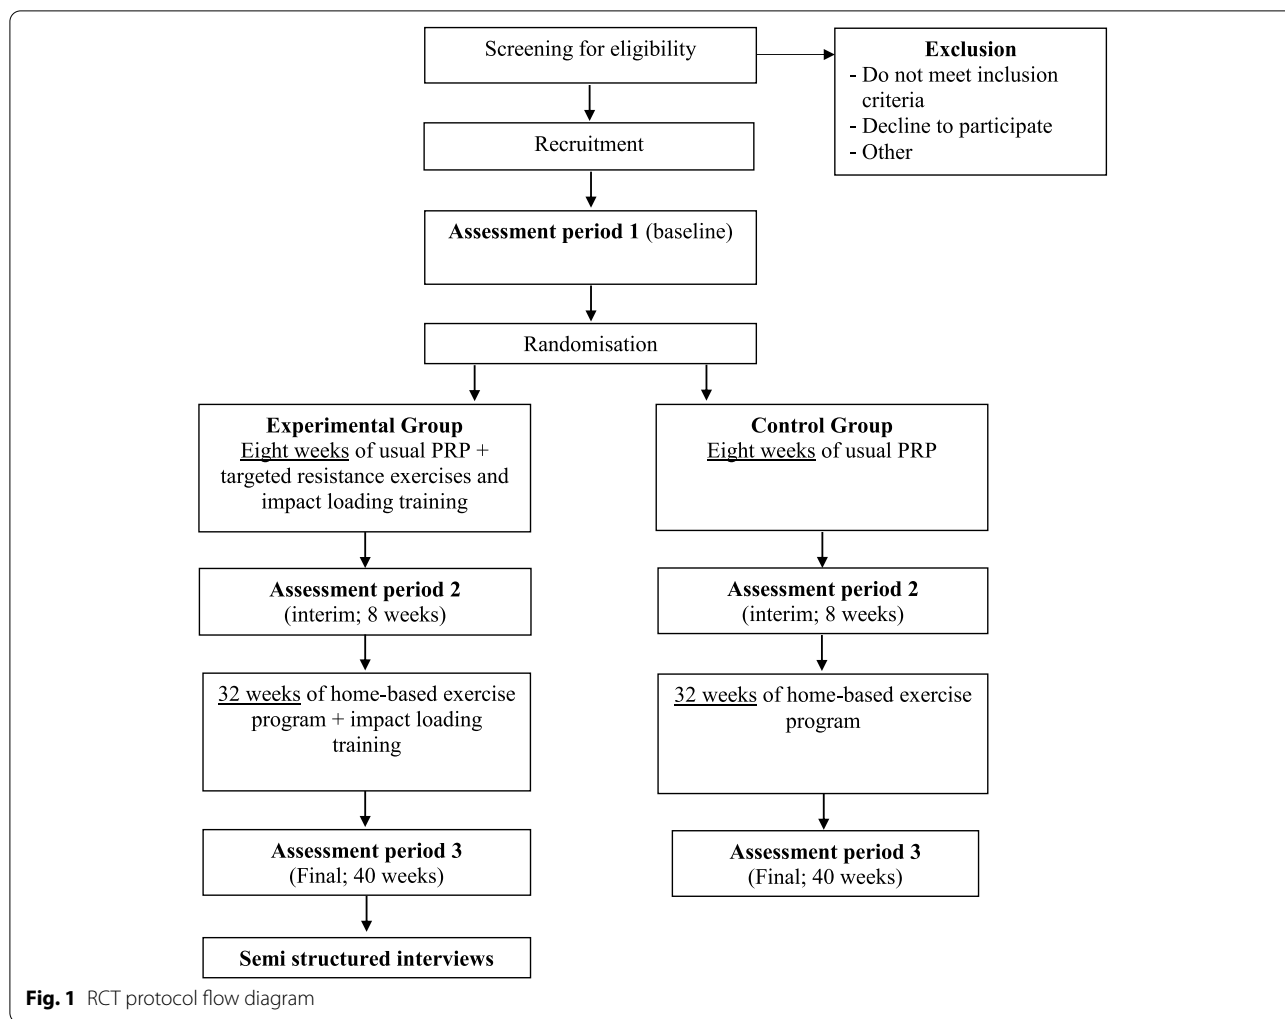 Screening for eligibility
Exclusion
- Do not meet inclusion
criteria
- Decline to participate
- Other
Recruitment
Assessment period 1 (baseline)
Randomisation
Experimental Group
Eight weeks of usual PRP +
targeted resistance exercises and
impact loading training
Control Group
Eight weeks of usual PRP
Assessment period 2
(interim; 8 weeks)
Assessment period 2
(interim; 8 weeks)
32 weeks of home-based exercise
program + impact loading
training
32 weeks of home-based exercise
program
Assessment period 3
(Final; 40 weeks)
Assessment period 3
(Final; 40 weeks)
Semi structured interviews
Fig. 1 RCT protocol flow diagram